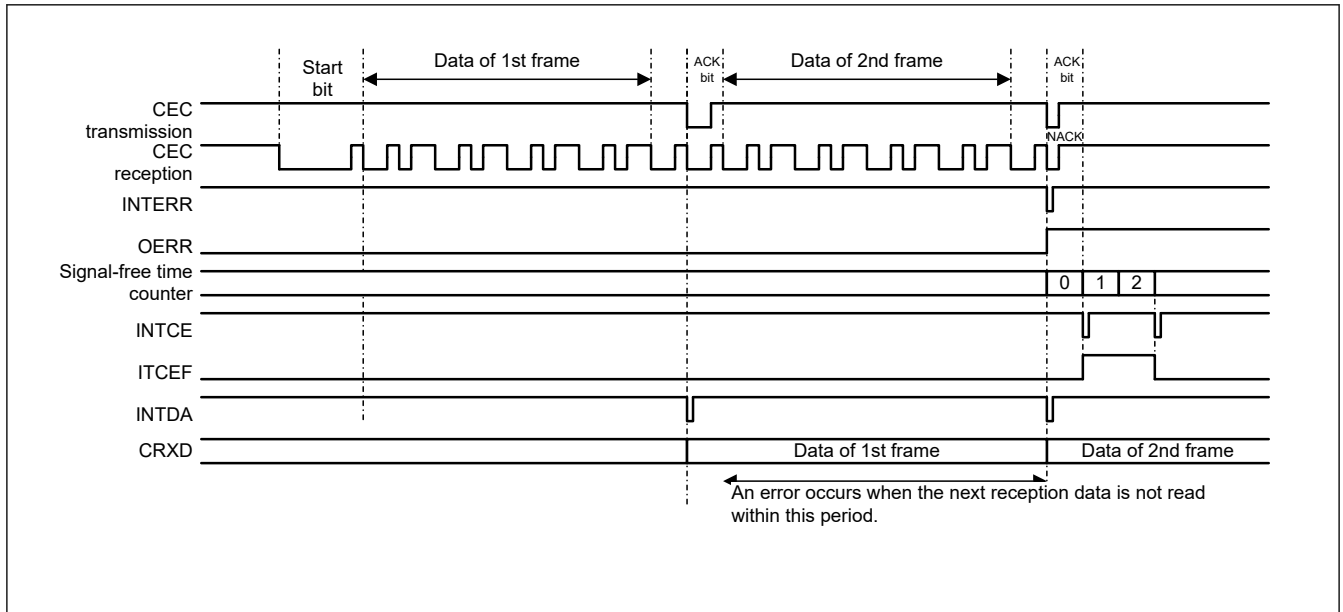 Start
bit
Data of 1st frame
ACK
bit
Data of 2nd frame
ACK
bit
CEC
transmission
NACK
CEC
reception
INTERR
OERR
Signal-free time
counter
0 1 2
INTCE
ITCEF
INTDA
CRXD
Data of 1st frame
Data of 2nd frame
An error occurs when the next reception data is not read
within this period.